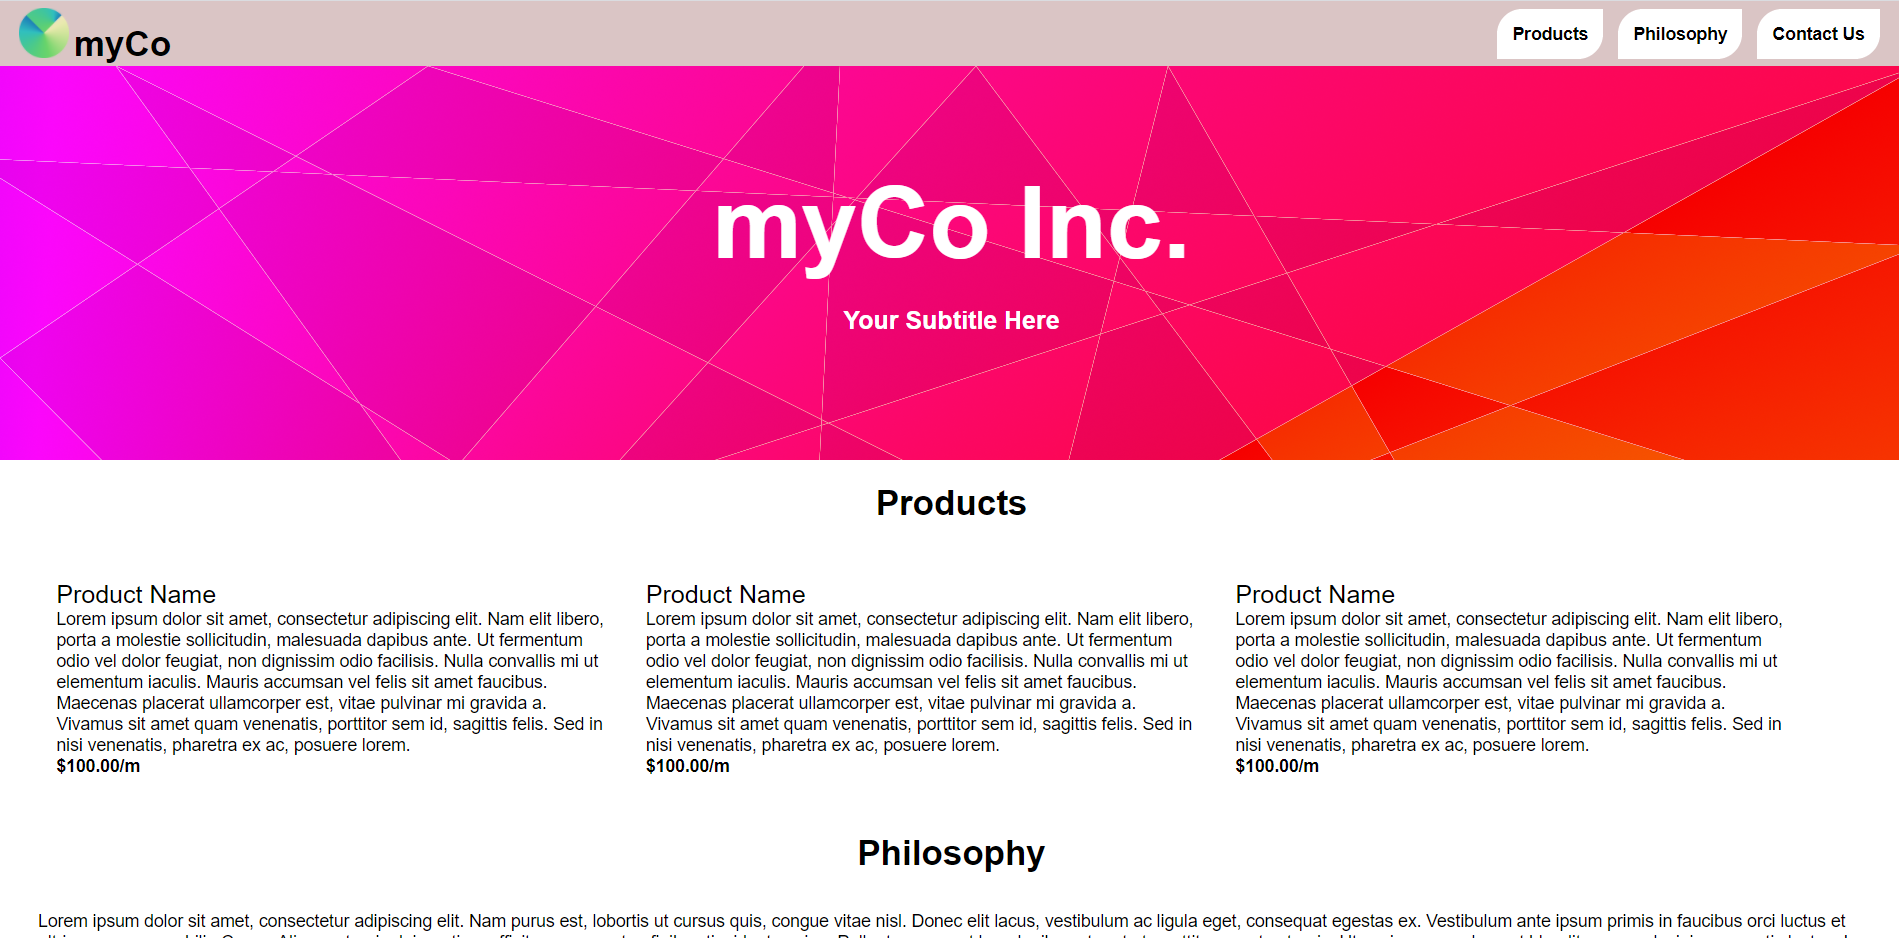 myCo
Products Philosophy Contact Us
myCo Inc.
Your Subtitle Here
Products
Product Name
Lorem ipsum dolor sit amet, consectetur adipiscing elit. Nam elit libero,
porta a molestie sollicitudin, malesuada dapibus ante. Ut fermentum
odio vel dolor feugiat, non dignissim odio facilisis. Nulla convallis mi ut
elementum iaculis. Mauris accumsan vel felis sit amet faucibus.
Maecenas placerat ullamcorper est, vitae pulvinar mi gravida a.
Vivamus sit amet quam venenatis, porttitor sem id, sagittis felis. Sed in
nisi venenatis, pharetra ex ac, posuere lorem.
$100.00/m
Product Name
Lorem ipsum dolor sit amet, consectetur adipiscing elit. Nam elit libero,
porta a molestie sollicitudin, malesuada dapibus ante. Ut fermentum
odio vel dolor feugiat, non dignissim odio facilisis. Nulla convallis mi ut
elementum iaculis. Mauris accumsan vel felis sit amet faucibus.
Maecenas placerat ullamcorper est, vitae pulvinar mi gravida a.
Vivamus sit amet quam venenatis, porttitor sem id, sagittis felis. Sed in
nisi venenatis, pharetra ex ac, posuere lorem.
$100.00/m
Product Name
Lorem ipsum dolor sit amet, consectetur adipiscing elit. Nam elit libero,
porta a molestie sollicitudin, malesuada dapibus ante. Ut fermentum
odio vel dolor feugiat, non dignissim odio facilisis. Nulla convallis mi ut
elementum iaculis. Mauris accumsan vel felis sit amet faucibus.
Maecenas placerat ullamcorper est, vitae pulvinar mi gravida a.
Vivamus sit amet quam venenatis, porttitor sem id, sagittis felis. Sed in
nisi venenatis, pharetra ex ac, posuere lorem.
$100.00/m
Philosophy
Lorem ipsum dolor sit amet, consectetur adipiscing elit. Nam purus est, lobortis ut cursus quis, congue vitae nisl. Donec elit lacus, vestibulum ac ligula eget, consequat egestas ex. Vestibulum ante ipsum primis in faucibus orci luctus et